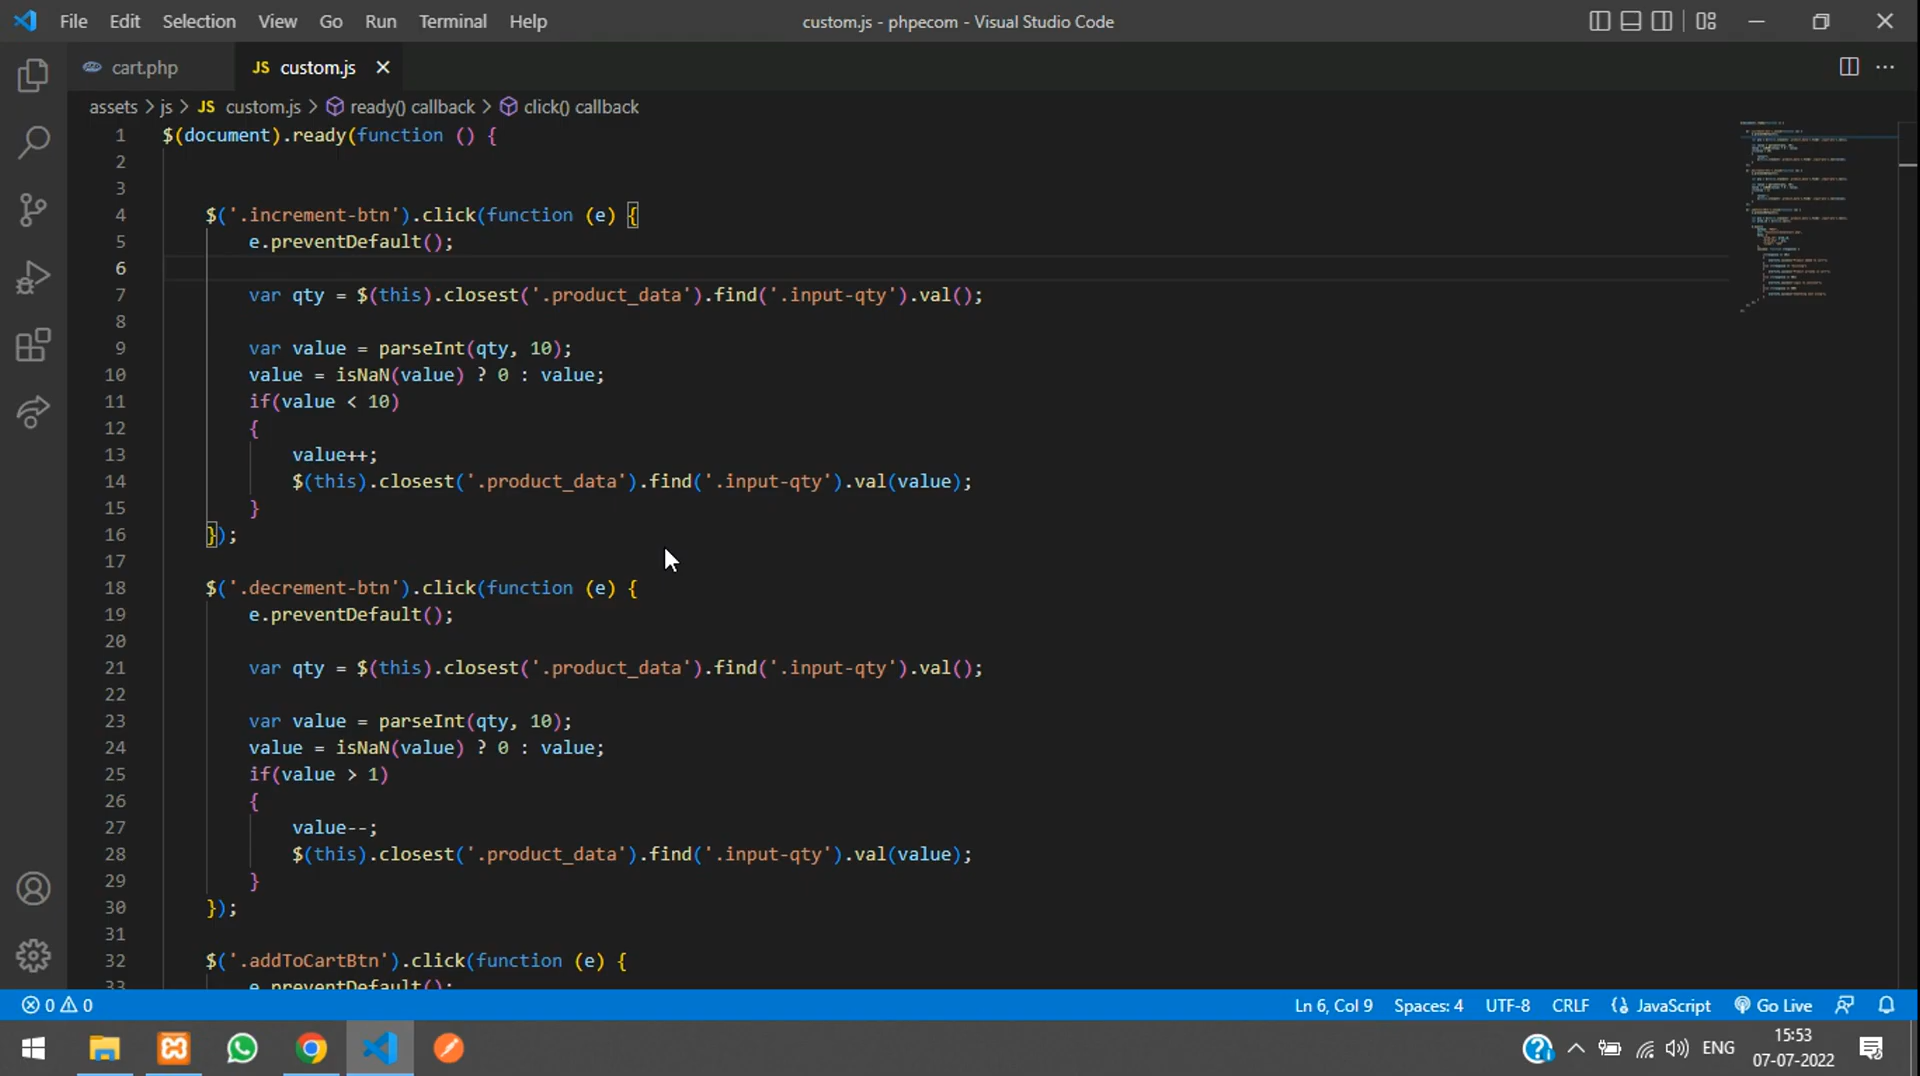 File Edit Selection View Go Run Terminal Help
custom.js - phpecom - Visual Studio Code
cart.php
JS custom.js
assets > js > JS custom.js > ready() callback > click() callback
1 $(document).ready(function () {
2
3
4 $('.increment-btn').click(function (e) {
5 e.preventDefault();
6
7 var qty = $(this).closest('.product_data').find('.input-qty').val();
8
9 var value = parseInt(qty, 10);
10 value = isNaN(value) ? 0 : value;
11 if(value < 10)
12 {
13 value++;
14 $(this).closest('.product_data').find('.input-qty').val(value);
15 }
16 });
17
18 $('.decrement-btn').click(function (e) {
19 e.preventDefault();
20
21 var qty = $(this).closest('.product_data').find('.input-qty').val();
22
23 var value = parseInt(qty, 10);
24 value = isNaN(value) ? 0 : value;
25 if(value > 1)
26 {
27 value--;
28 $(this).closest('.product_data').find('.input-qty').val(value);
29 }
30 });
31
32 $('.addToCartBtn').click(function (e) {
33 e.preventDefault();
0 0
Ln 6, Col 9 Spaces: 4 UTF-8 CRLF JavaScript Go Live
ENG
15:53
07-07-2022